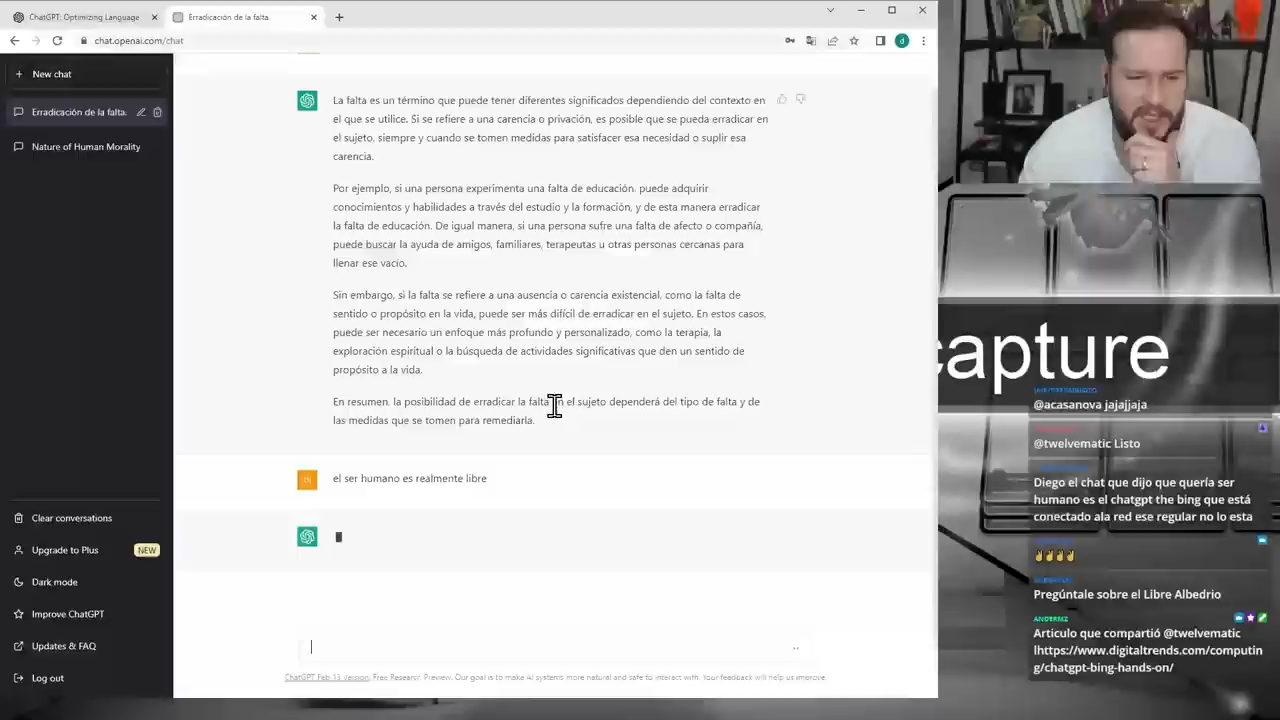 ChatGPT: Optimizing Language
Erradicación de la falta.
chat.openai.com/chat
d
New chat
Erradicación de la falta.
Nature of Human Morality
Clear conversations
Upgrade to Plus NEW
Dark mode
Improve ChatGPT
Updates & FAQ
Log out
La falta es un término que puede tener diferentes significados dependiendo del contexto en
el que se utilice. Si se refiere a una carencia o privación, es posible que se pueda erradicar en
el sujeto, siempre y cuando se tomen medidas para satisfacer esa necesidad o suplir esa
carencia.
Por ejemplo, si una persona experimenta una falta de educación, puede adquirir
conocimientos y habilidades a través del estudio y la formación, y de esta manera erradicar
la falta de educación. De igual manera, si una persona sufre una falta de afecto o compañía,
puede buscar la ayuda de amigos, familiares, terapeutas u otras personas cercanas para
llenar ese vacío.
Sin embargo, si la falta se refiere a una ausencia o carencia existencial, como la falta de
sentido o propósito en la vida, puede ser más difícil de erradicar en el sujeto. En estos casos,
puede ser necesario un enfoque más profundo y personalizado, como la terapia, la
exploración espiritual o la búsqueda de actividades significativas que den un sentido de
propósito a la vida.
En resumen, la posibilidad de erradicar la falta en el sujeto dependerá del tipo de falta y de
las medidas que se tomen para remediarla.
el ser humano es realmente libre
ChatGPT Feb 13 Version. Free Research Preview. Our goal is to make AI systems more natural and safe to interact with. Your feedback will help us improve.
capture
@acasanova jajajjaja
@twelvematic Listo
Diego el chat que dijo que quería ser
humano es el chatgpt the bing que está
conectado ala red ese regular no lo esta
Pregúntale sobre el Libre Albedrio
Articulo que compartió @twelvematic
lhttps://www.digitaltrends.com/computin
g/chatgpt-bing-hands-on/